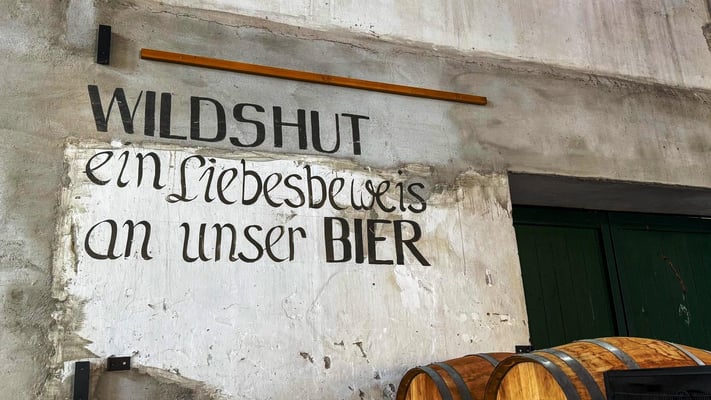 WILDSHUT
ein Liebesbeweis
an unser BIER